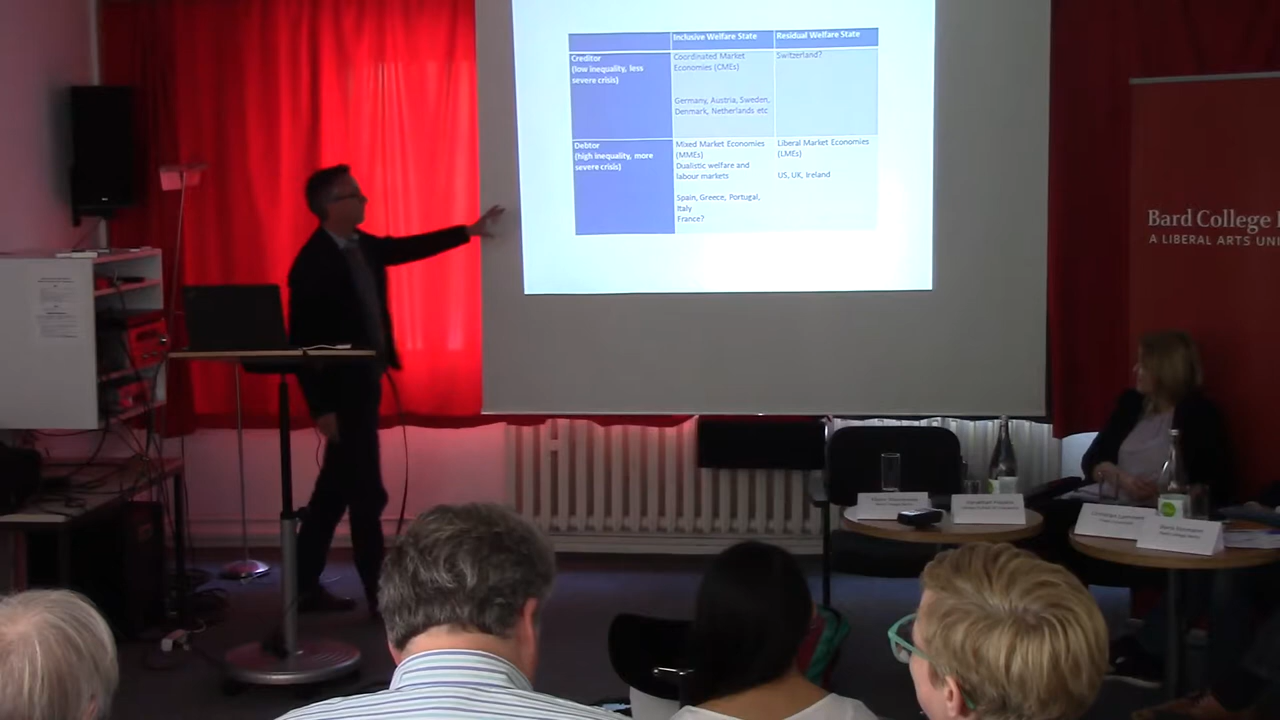 Inclusive Welfare State
Residual Welfare State
Creditor
(low inequality, less
severe crisis)
Coordinated Market
Economies (CMEs)
Germany, Austria, Sweden,
Denmark, Netherlands etc
Switzerland?
Debtor
(high inequality, more
severe crisis)
Mixed Market Economies
(MMEs)
Dualistic welfare and
labour markets
Spain, Greece, Portugal,
Italy
France?
Liberal Market Economies
(LMEs)
US, UK, Ireland
Bard College
A LIBERAL ARTS UNI